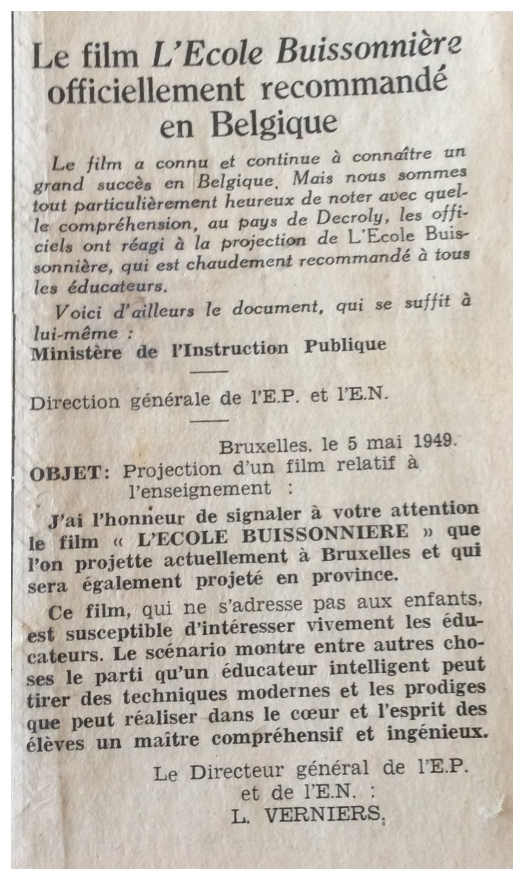 Le film L'Ecole Buissonnière
officiellement recommandé
en Belgique
Le film a connu et continue à connaître un
grand succès en Belgique. Mais nous sommes
tout particulièrement heureux de noter avec quel-
le compréhension, au pays de Decroly, les offi-
ciels ont réagi à la projection de L'Ecole Buis-
sonnière, qui est chaudement recommandé à tous
les éducateurs.
Voici d'ailleurs le document, qui se suffit à
lui-même :
Ministère de l'Instruction Publique
Direction générale de l'E.P. et l'E.N.
Bruxelles, le 5 mai 1949.
OBJET: Projection d'un film relatif à
l'enseignement :
J'ai l'honneur de signaler à votre attention
le film « L'ECOLE BUISSONNIERE » que
l'on projette actuellement à Bruxelles et qui
sera également projeté en province.
Ce film, qui ne s'adresse pas aux enfants,
est susceptible d'intéresser vivement les édu-
cateurs. Le scénario montre entre autres cho-
ses le parti qu'un éducateur intelligent peut
tirer des techniques modernes et les prodiges
que peut réaliser dans le cœur et l'esprit des
élèves un maître compréhensif et ingénieux.
Le Directeur général de l'E.P.
et de l'E.N. :
L. VERNIERS.